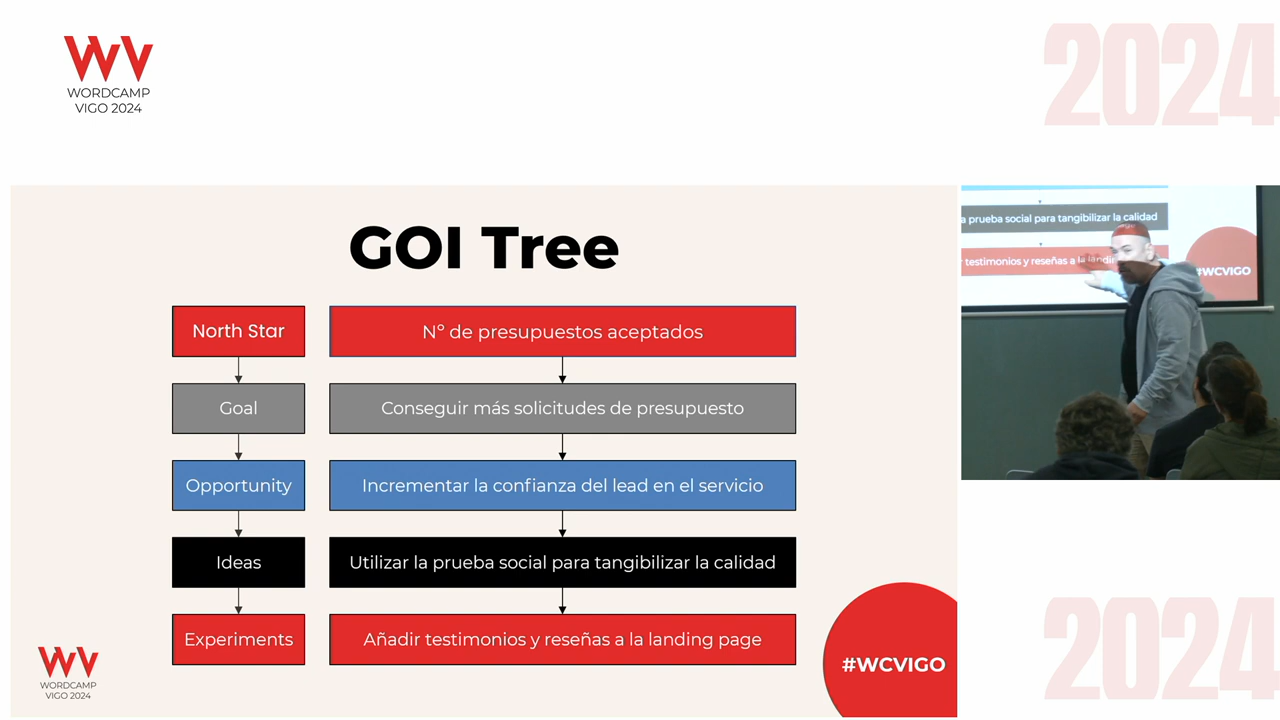 WORDCAMP
VIGO 2024
2024
GOI Tree
North Star
Nº de presupuestos aceptados
Goal
Conseguir más solicitudes de presupuesto
Opportunity
Incrementar la confianza del lead en el servicio
Ideas
Utilizar la prueba social para tangibilizar la calidad
Experiments
Añadir testimonios y reseñas a la landing page
#WCVIGO
WORDCAMP
VIGO 2024
a prueba social para tangibilizar la calidad
testimonios y reseñas a la
#WCVIGO
2024